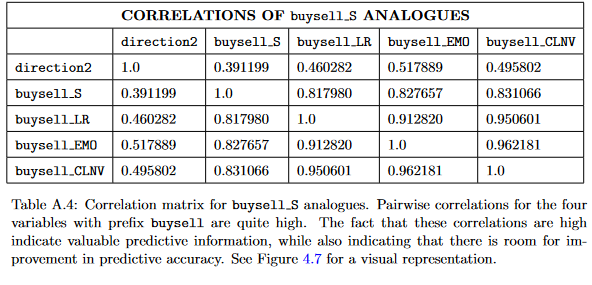 CORRELATIONS OF buysell_S ANALOGUES
direction2 buysell_S buysell_LR buysell_EMO buysell_CLNV
direction2 1.0 0.391199 0.460282 0.517889 0.495802
buysell_S 0.391199 1.0 0.817980 0.827657 0.831066
buysell_LR 0.460282 0.817980 1.0 0.912820 0.950601
buysell_EMO 0.517889 0.827657 0.912820 1.0 0.962181
buysell_CLNV 0.495802 0.831066 0.950601 0.962181 1.0
Table A.4: Correlation matrix for buysell_S analogues. Pairwise correlations for the four
variables with prefix buysell are quite high. The fact that these correlations are high
indicate valuable predictive information, while also indicating that there is room for im-
provement in predictive accuracy. See Figure 4.7 for a visual representation.